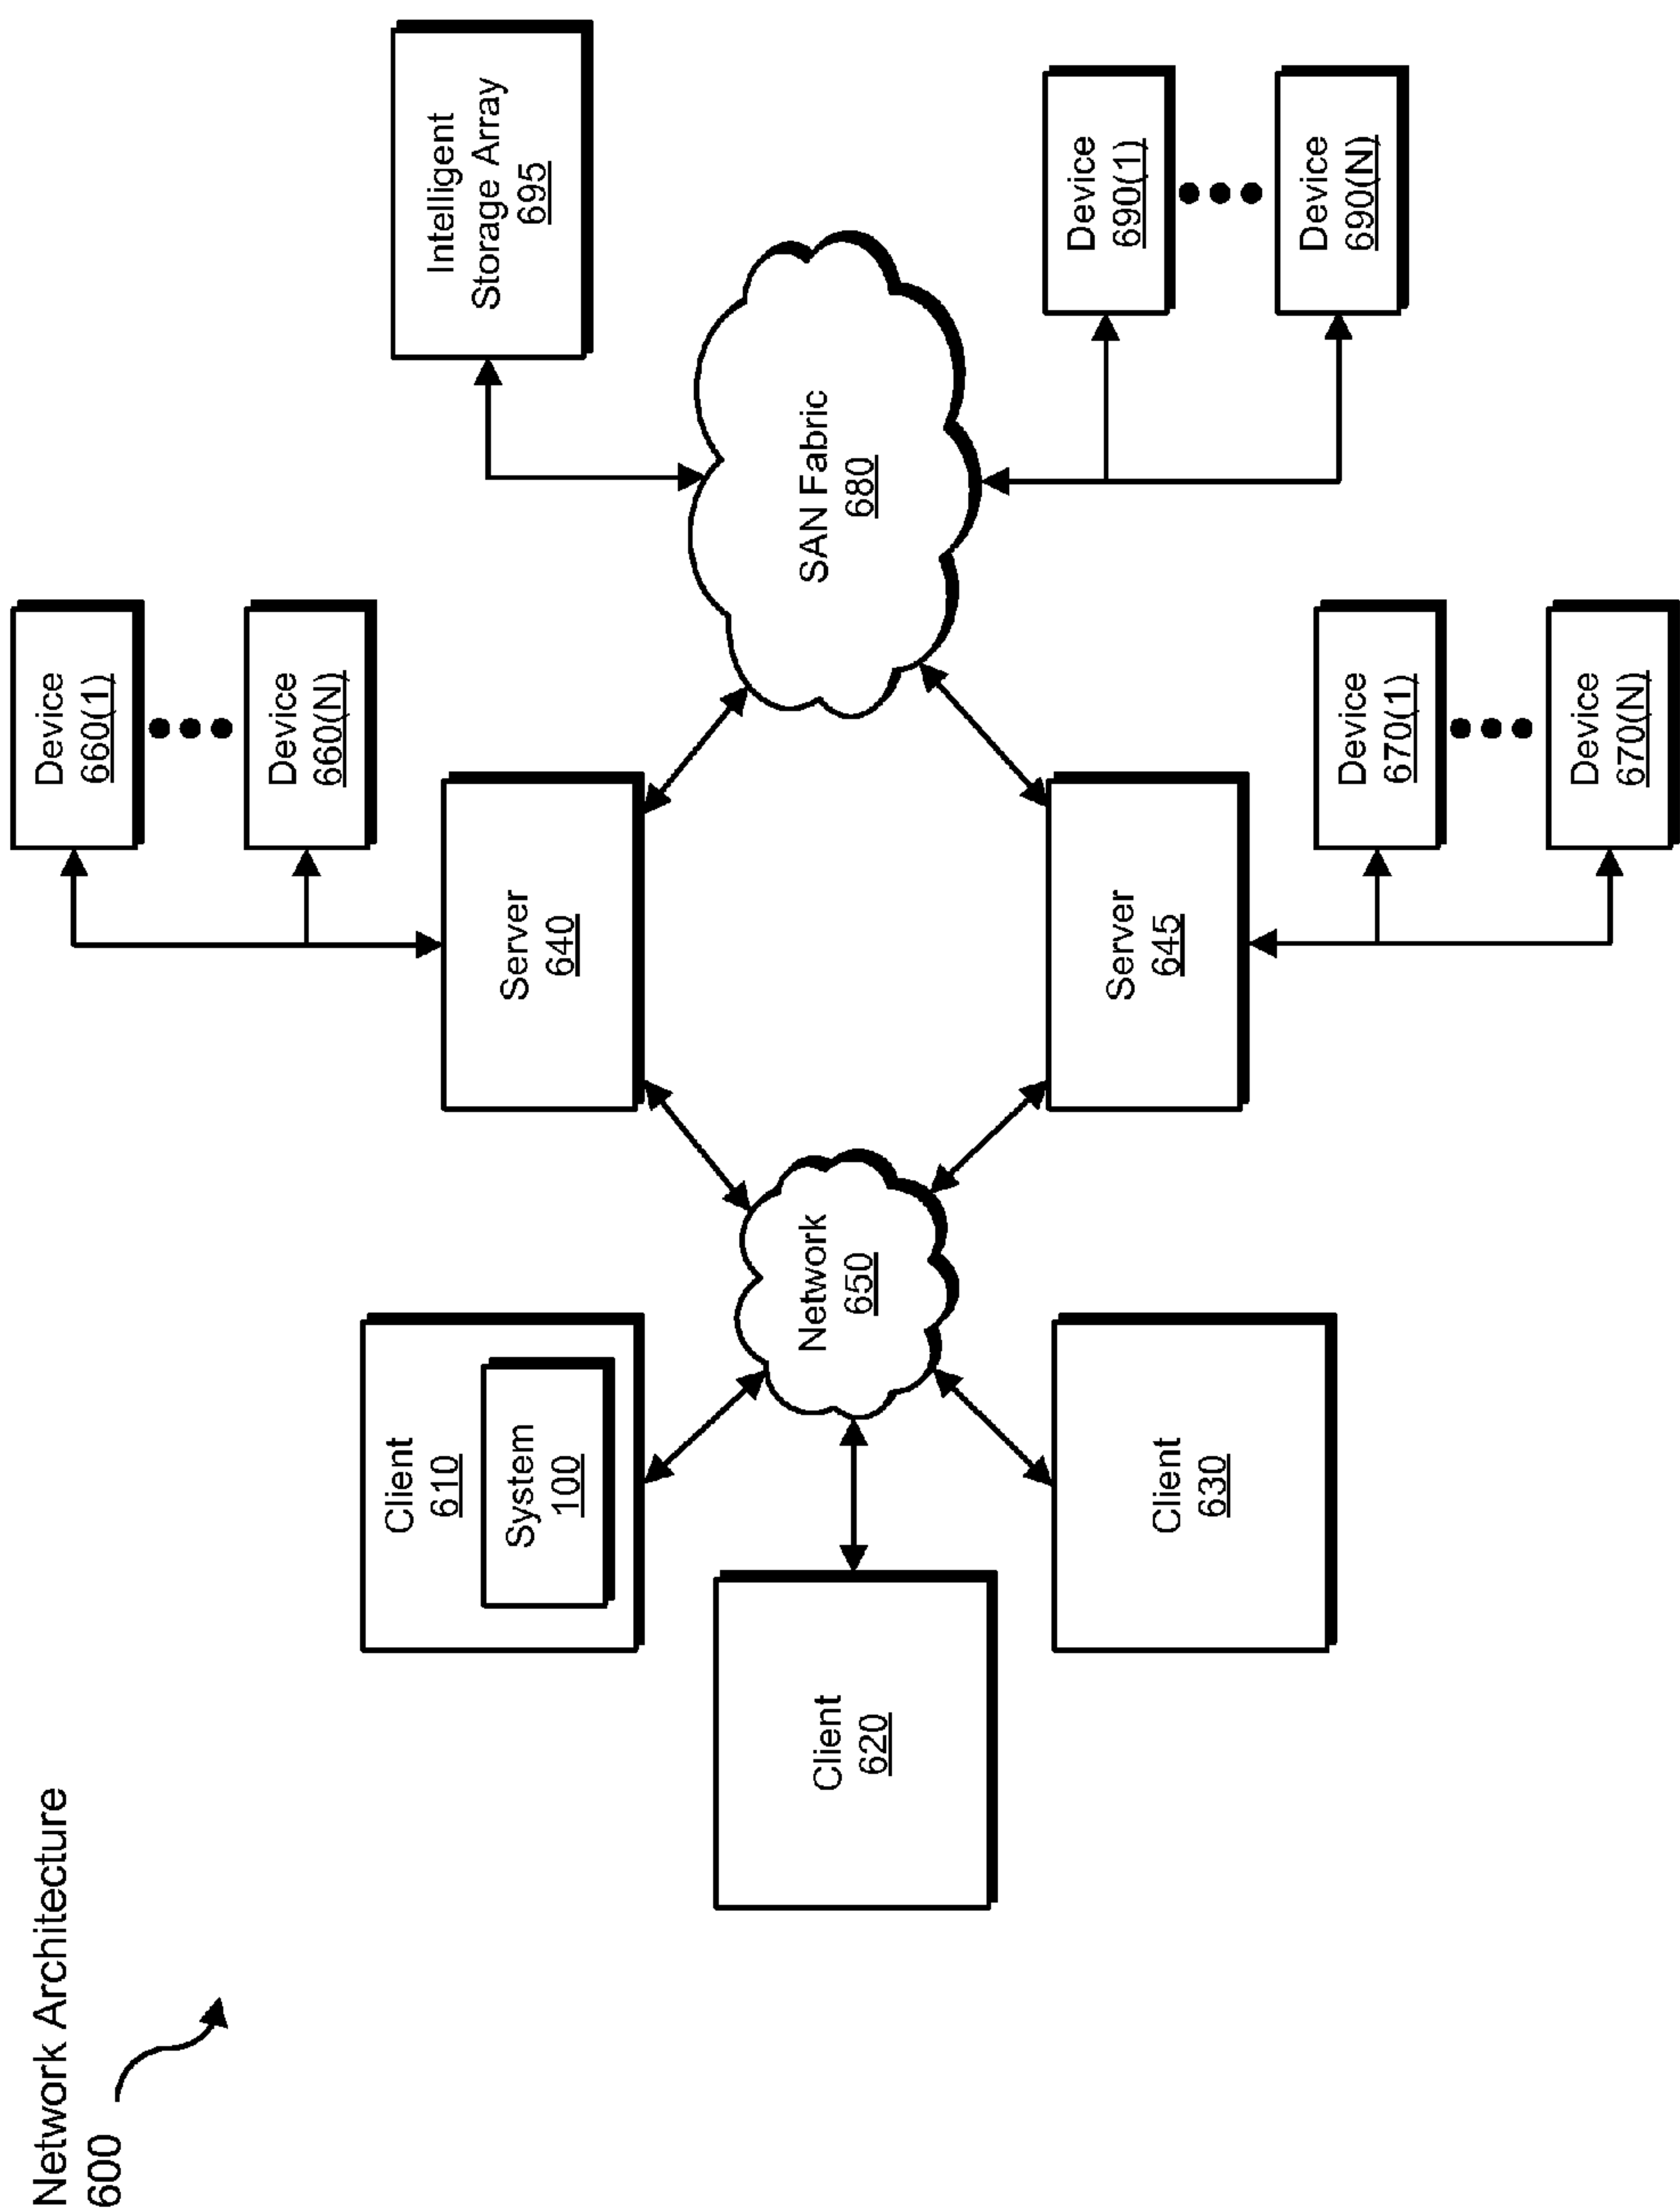 Network Architecture
600
Client
610
System
100
Client
620
Client
630
Network
650
Device
660(1)
Device
660(N)
Server
640
Server
645
Device
670(1)
Device
670(N)
SAN Fabric
680
Intelligent
Storage Array
695
Device
690(1)
Device
690(N)